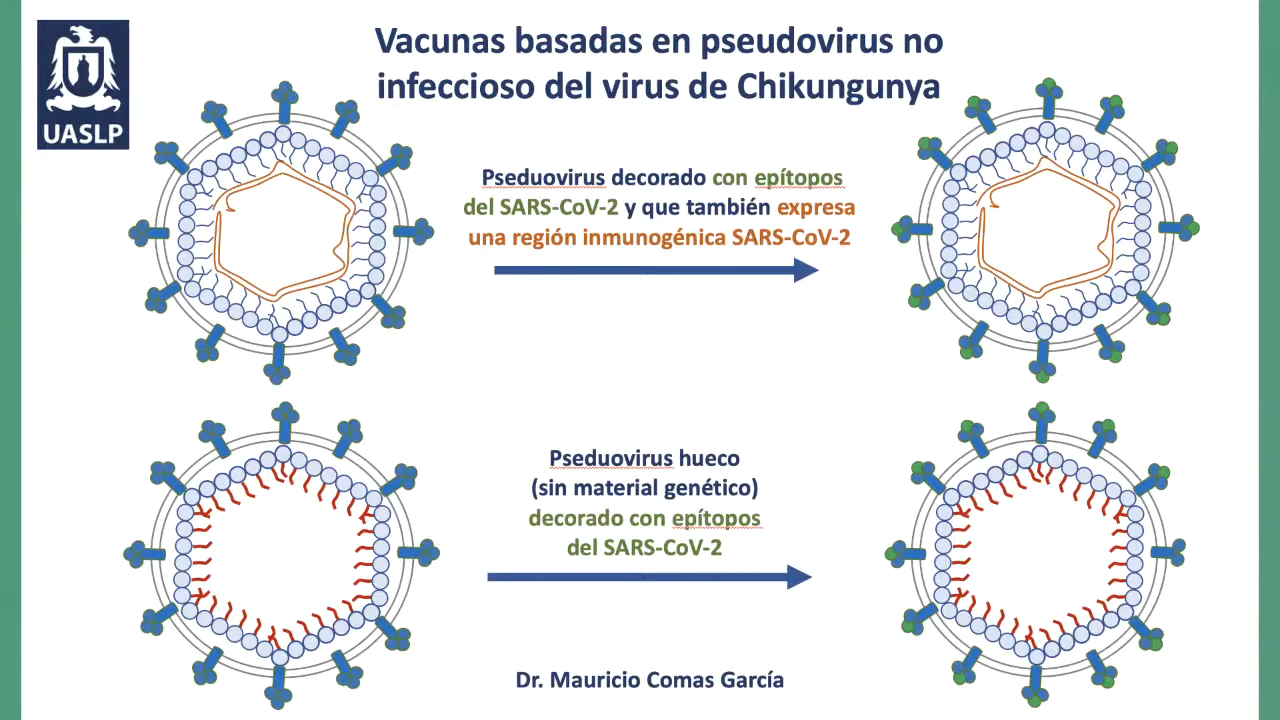 UASLP
Vacunas basadas en pseudovirus no
infeccioso del virus de Chikungunya
Pseduovirus decorado con epítopos
del SARS-CoV-2 y que también expresa
una región inmunogénica SARS-CoV-2
Pseduovirus hueco
(sin material genético)
decorado con epítopos
del SARS-CoV-2
Dr. Mauricio Comas García